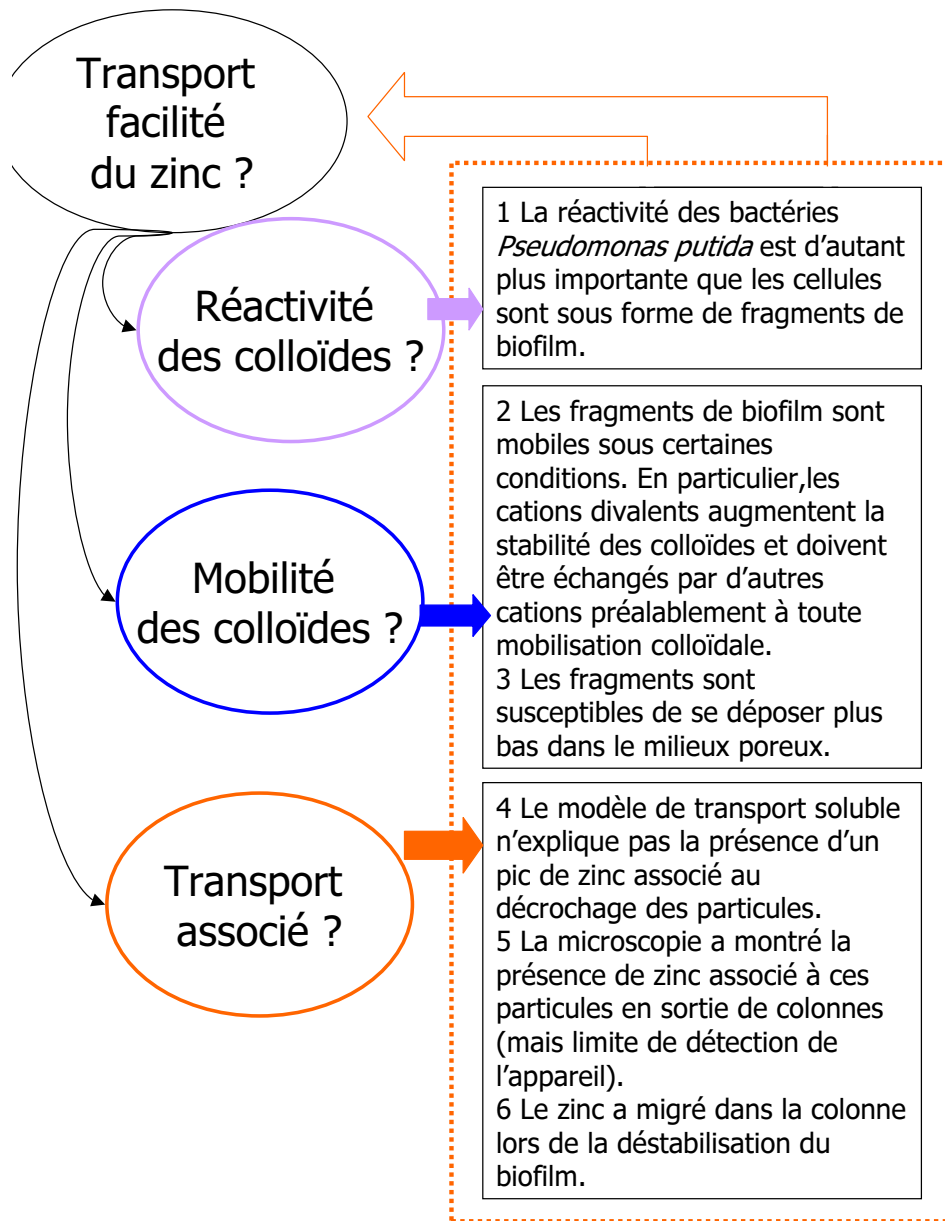 Transport
facilité
du zinc ?
Réactivité
des colloïdes ?
1 La réactivité des bactéries
Pseudomonas putida est d’autant
plus importante que les cellules
sont sous forme de fragments de
biofilm.
Mobilité
des colloïdes ?
2 Les fragments de biofilm sont
mobiles sous certaines
conditions. En particulier,les
cations divalents augmentent la
stabilité des colloïdes et doivent
être échangés par d’autres
cations préalablement à toute
mobilisation colloïdale.
3 Les fragments sont
susceptibles de se déposer plus
bas dans le milieux poreux.
Transport
associé ?
4 Le modèle de transport soluble
n’explique pas la présence d’un
pic de zinc associé au
décrochage des particules.
5 La microscopie a montré la
présence de zinc associé à ces
particules en sortie de colonnes
(mais limite de détection de
l’appareil).
6 Le zinc a migré dans la colonne
lors de la déstabilisation du
biofilm.